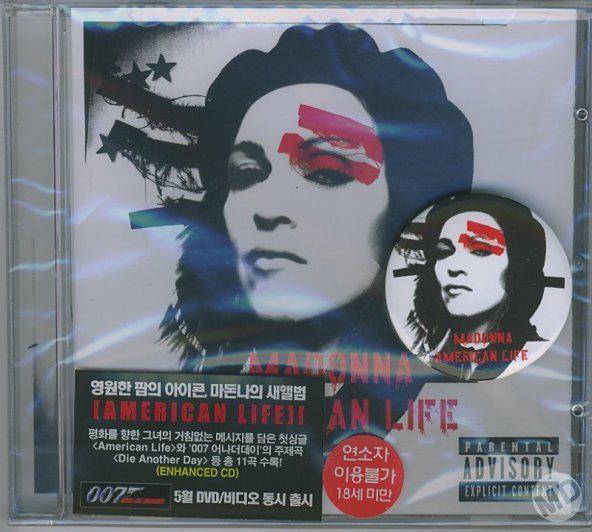 MADONNA
AMERICAN LIFE
MADONNA
AN LIFE
영원한 팝의 아이콘, 마돈나의 새앨범
[AMERICAN LIFE]!
평화를 향한 그녀의 거침없는 메시지를 담은 첫싱글
<American Life>와 '007 어나더데이'의 주제곡
<Die Another Day> 등 총 11곡 수록!
(ENHANCED CD)
007
5월 DVD/비디오 동시 출시
연소자
이용불가
18세 미만
PARENTAL
ADVISORY
EXPLICIT CONTENT
MD